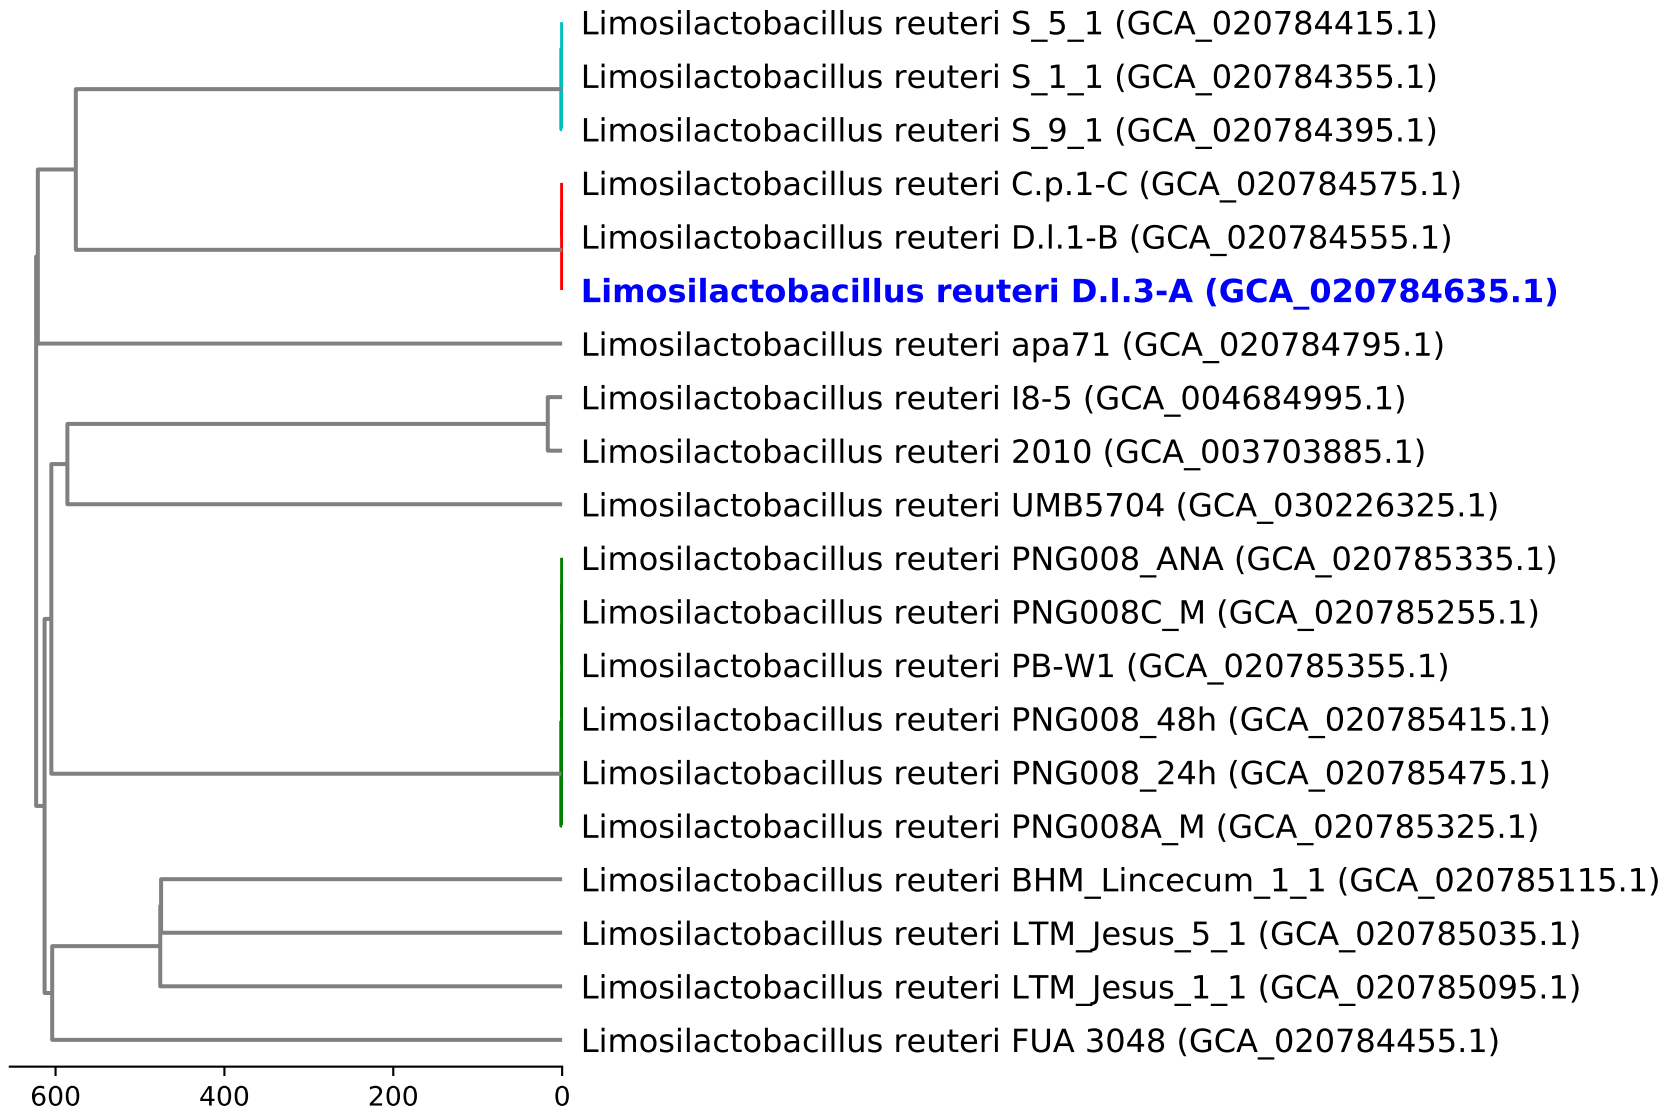 Limosilactobacillus reuteri S_5_1 (GCA_020784415.1)
Limosilactobacillus reuteri S_1_1 (GCA_020784355.1)
Limosilactobacillus reuteri S_9_1 (GCA_020784395.1)
Limosilactobacillus reuteri C.p.1-C (GCA_020784575.1)
Limosilactobacillus reuteri D.l.1-B (GCA_020784555.1)
Limosilactobacillus reuteri D.l.3-A (GCA_020784635.1)
Limosilactobacillus reuteri apa71 (GCA_020784795.1)
Limosilactobacillus reuteri I8-5 (GCA_004684995.1)
Limosilactobacillus reuteri 2010 (GCA_003703885.1)
Limosilactobacillus reuteri UMB5704 (GCA_030226325.1)
Limosilactobacillus reuteri PNG008_ANA (GCA_020785335.1)
Limosilactobacillus reuteri PNG008C_M (GCA_020785255.1)
Limosilactobacillus reuteri PB-W1 (GCA_020785355.1)
Limosilactobacillus reuteri PNG008_48h (GCA_020785415.1)
Limosilactobacillus reuteri PNG008_24h (GCA_020785475.1)
Limosilactobacillus reuteri PNG008A_M (GCA_020785325.1)
Limosilactobacillus reuteri BHM_Lincecum_1_1 (GCA_020785115.1)
Limosilactobacillus reuteri LTM_Jesus_5_1 (GCA_020785035.1)
Limosilactobacillus reuteri LTM_Jesus_1_1 (GCA_020785095.1)
Limosilactobacillus reuteri FUA 3048 (GCA_020784455.1)
600 400 200 0